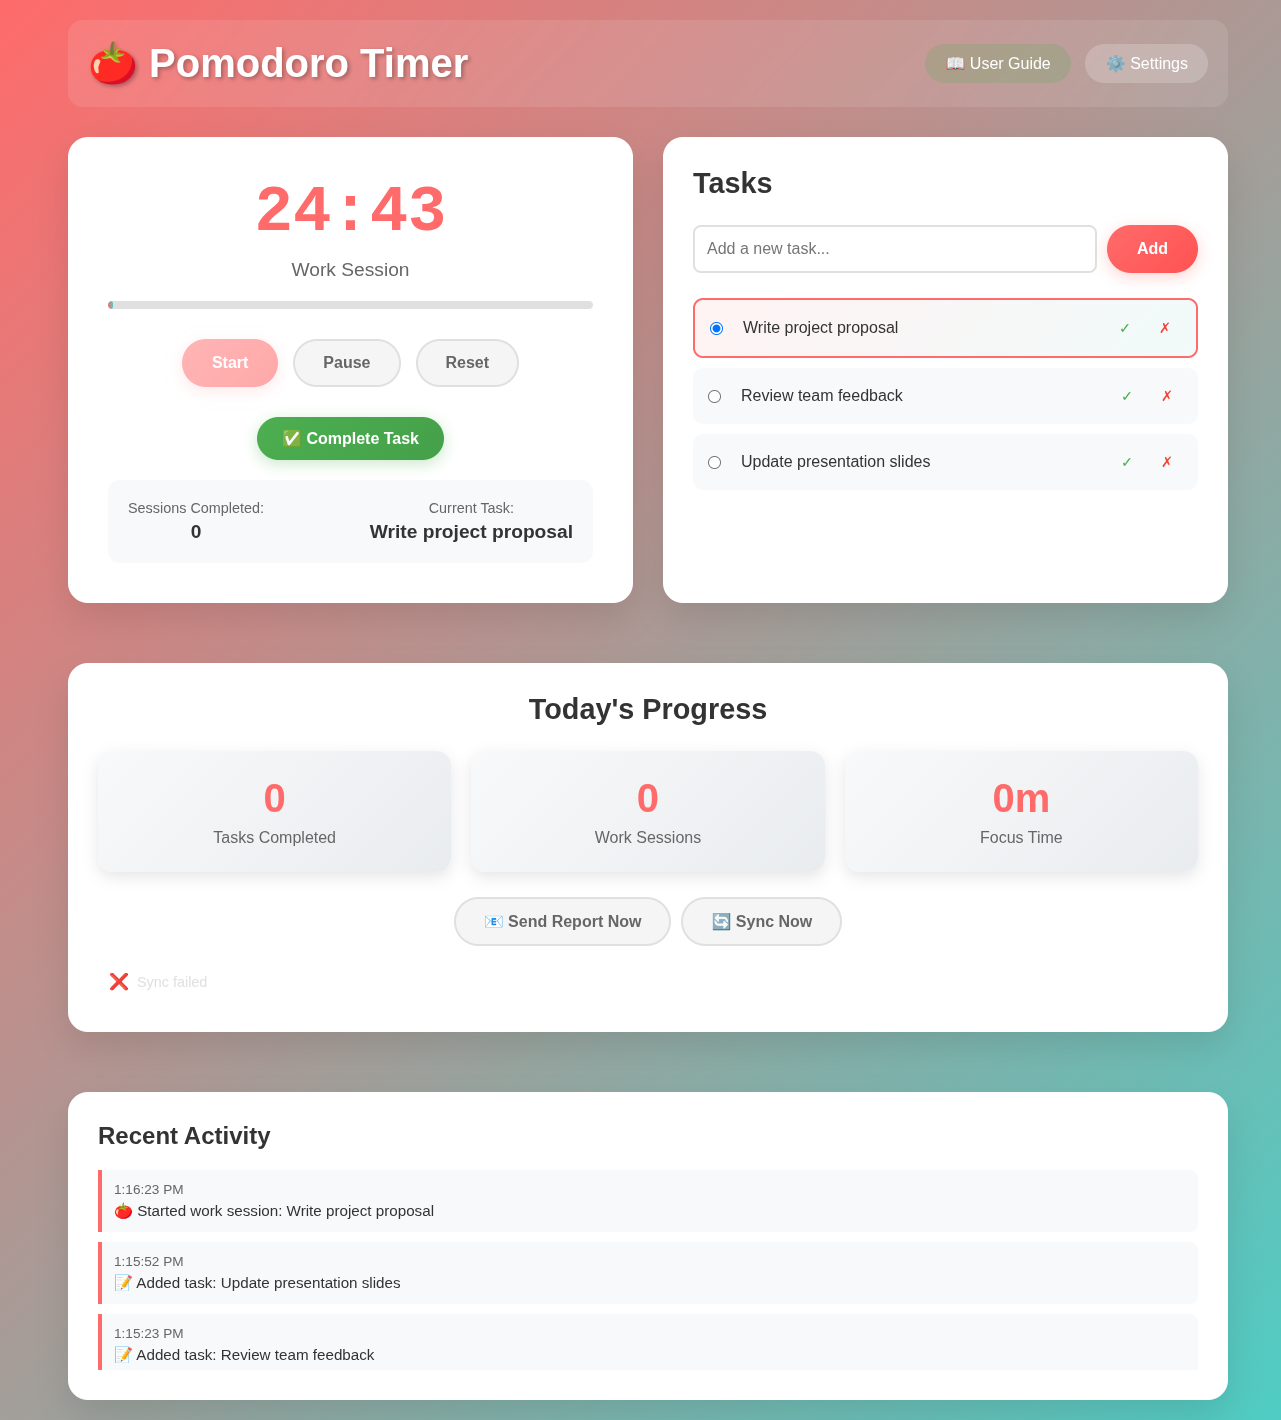 🍅 Pomodoro Timer
📖 User Guide
⚙️ Settings
24:43
Work Session
Start
Pause
Reset
✅ Complete Task
Sessions Completed:
0
Current Task:
Write project proposal
Tasks
Add a new task...
Add
Write project proposal
✓ ✗
Review team feedback
✓ ✗
Update presentation slides
✓ ✗
Today's Progress
0
Tasks Completed
0
Work Sessions
0m
Focus Time
📧 Send Report Now
🔄 Sync Now
❌ Sync failed
Recent Activity
1:16:23 PM
🍅 Started work session: Write project proposal
1:15:52 PM
📝 Added task: Update presentation slides
1:15:23 PM
📝 Added task: Review team feedback